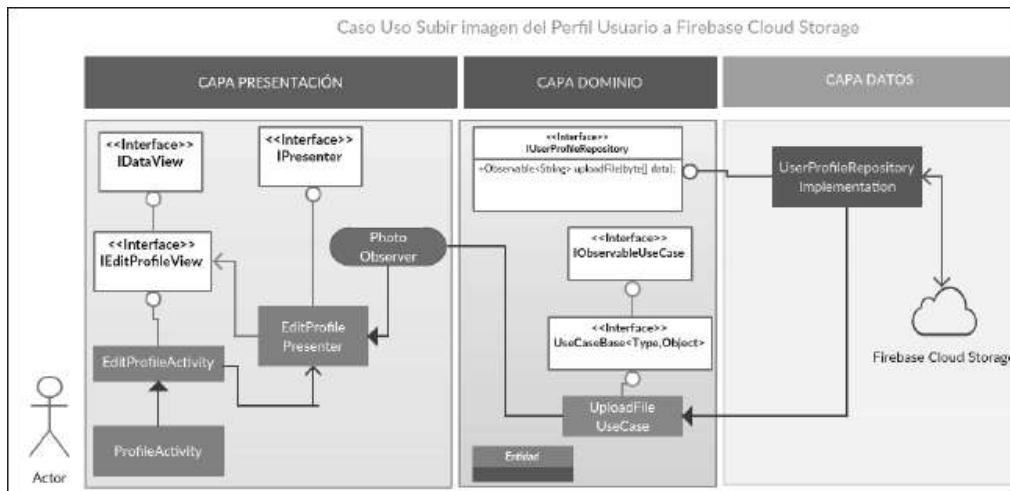 Caso Uso Subir imagen del Perfil Usuario a Firebase Cloud Storage
CAPA PRESENTACIÓN
CAPA DOMINIO
CAPA DATOS
<<Interface>>
IDataView
<<Interface>>
IPresenter
<<Interface>>
IEditProfileView
Photo
Observer
EditProfile
Presenter
EditProfileActivity
ProfileActivity
Actor
<<Interface>>
IUserProfileRepository
+Observable<String> uploadFile(byte[] data);
<<Interface>>
IObservableUseCase
<<Interface>>
UseCaseBase<Type,Object>
UploadFile
UseCase
Entidad
UserProfileRepository
Implementation
Firebase Cloud Storage